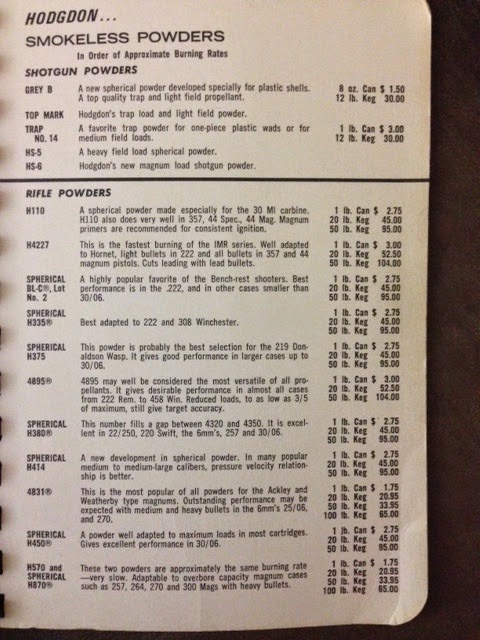 HODGDON...
SMOKELESS POWDERS
In Order of Approximate Burning Rates
SHOTGUN POWDERS
GREY B A new spherical powder developed specially for plastic shells. 8 oz. Can $ 1.50
A top quality trap and light field propellant. 12 lb. Keg 30.00
TOP MARK Hodgdon's trap load and light field powder.
TRAP A favorite trap powder for one-piece plastic wads or for 1 lb. Can $ 3.00
NO. 14 medium field loads. 12 lb. Keg 30.00
HS-5 A heavy field load spherical powder.
HS-6 Hodgdon's new magnum load shotgun powder.
RIFLE POWDERS
H110 A spherical powder made especially for the 30 MI carbine. 1 lb. Can $ 2.75
H110 also does very well in 357, 44 Spec., 44 Mag. Magnum 20 lb. Keg 45.00
primers are recommended for consistent ignition. 50 lb. Keg 95.00
H4227 This is the fastest burning of the IMR series. Well adapted 1 lb. Can $ 3.00
to Hornet, light bullets in 222 and all bullets in 357 and 44 20 lb. Keg 52.50
magnum pistols. Cuts leading with lead bullets. 50 lb. Keg 104.00
SPHERICAL A highly popular favorite of the Bench-rest shooters. Best 1 lb. Can $ 2.75
BL-C®, Lot performance is in the .222, and in other cases smaller than 20 lb. Keg 45.00
No. 2 30/06. 50 lb. Keg 95.00
SPHERICAL 1 lb. Can $ 2.75
H335® Best adapted to 222 and 308 Winchester. 20 lb. Keg 45.00
50 lb. Keg 95.00
SPHERICAL This powder is probably the best selection for the 219 Don- 1 lb. Can $ 2.75
H375 aldson Wasp. It gives good performance in larger cases up to 20 lb. Keg 45.00
30/06. 50 lb. Keg 95.00
4895® 4895 may well be considered the most versatile of all pro- 1 lb. Can $ 3.00
pellants. It gives desirable performance in almost all cases 20 lb. Keg 52.50
from 222 Rem. to 458 Win. Reduced loads, to as low as 3/5 50 lb. Keg 104.00
of maximum, still give target accuracy.
SPHERICAL This number fills a gap between 4320 and 4350. It is excel- 1 lb. Can $ 2.75
H380® lent in 22/250, 220 Swift, the 6mm's, 257 and 30/06. 20 lb. Keg 45.00
50 lb. Keg 95.00
SPHERICAL A new development in spherical powder. In many popular 1 lb. Can $ 2.75
H414 medium to medium-large calibers, pressure velocity relation- 20 lb. Keg 45.00
ship is better. 50 lb. Keg 95.00
4831® This is the most popular of all powders for the Ackley and 1 lb. Can $ 1.75
Weatherby type magnums. Outstanding performance may be 20 lb. Keg 20.95
expected with medium and heavy bullets in the 6mm's 25/06, 50 lb. Keg 33.95
and 270. 100 lb. Keg 65.00
SPHERICAL A powder well adapted to maximum loads in most cartridges. 1 lb. Can $ 2.75
H450® Gives excellent performance in 30/06. 20 lb. Keg 45.00
50 lb. Keg 95.00
H570 and These two powders are approximately the same burning rate 1 lb. Can $ 1.75
SPHERICAL —very slow. Adaptable to overbore capacity magnum cases 20 lb. Keg 20.95
H870® such as 257, 264, 270 and 300 Mags with heavy bullets. 50 lb. Keg 33.95
100 lb. Keg 65.00